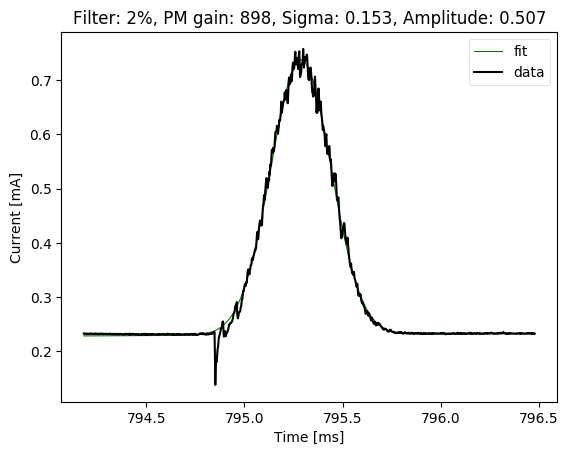 Filter: 2%, PM gain: 898, Sigma: 0.153, Amplitude: 0.507
fit
data
Current [mA]
0.7
0.6
0.5
0.4
0.3
0.2
794.5 795.0 795.5 796.0 796.5
Time [ms]